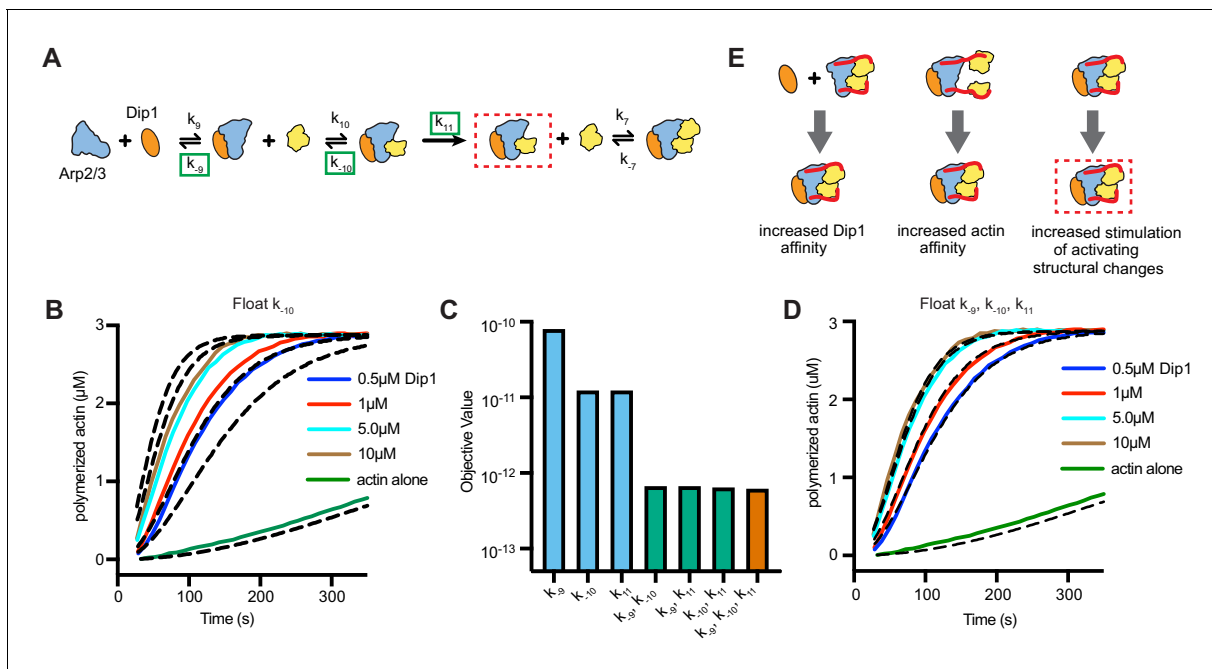 A
Dip1
Arp2/3
k9
k-9
k10
k-10
k11
k7
k-7
E
increased Dip1
affinity
increased actin
affinity
increased stimulation
of activating
structural changes
B
Float k-10
polymerized actin (μM)
3
2
1
0
0 100 200 300
Time (s)
0.5μM Dip1
1μM
5.0μM
10μM
actin alone
C
Objective Value
10-10
10-11
10-12
10-13
k-9
k-10
k11
k-9, k-10
k-9, k11
k-10, k11
k-9, k-10, k11
D
Float k-9, k-10, k11
polymerized actin (uM)
3
2
1
0
0 100 200 300
Time (s)
0.5μM Dip1
1μM
5.0μM
10μM
actin alone